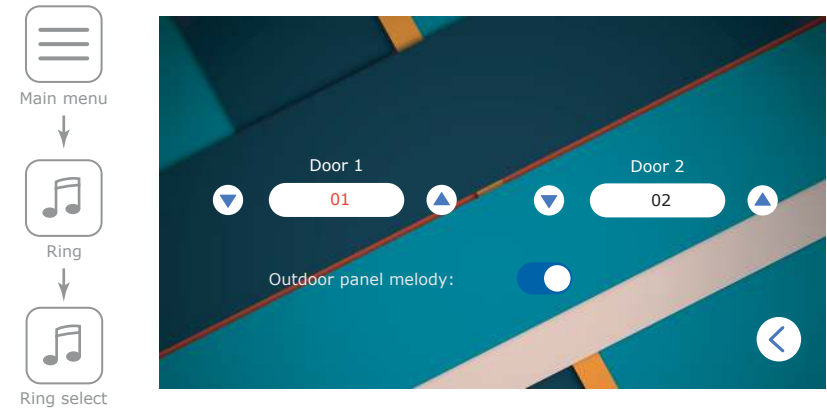 Main menu
Ring
Ring select
Door 1
Door 2
01
02
Outdoor panel melody: